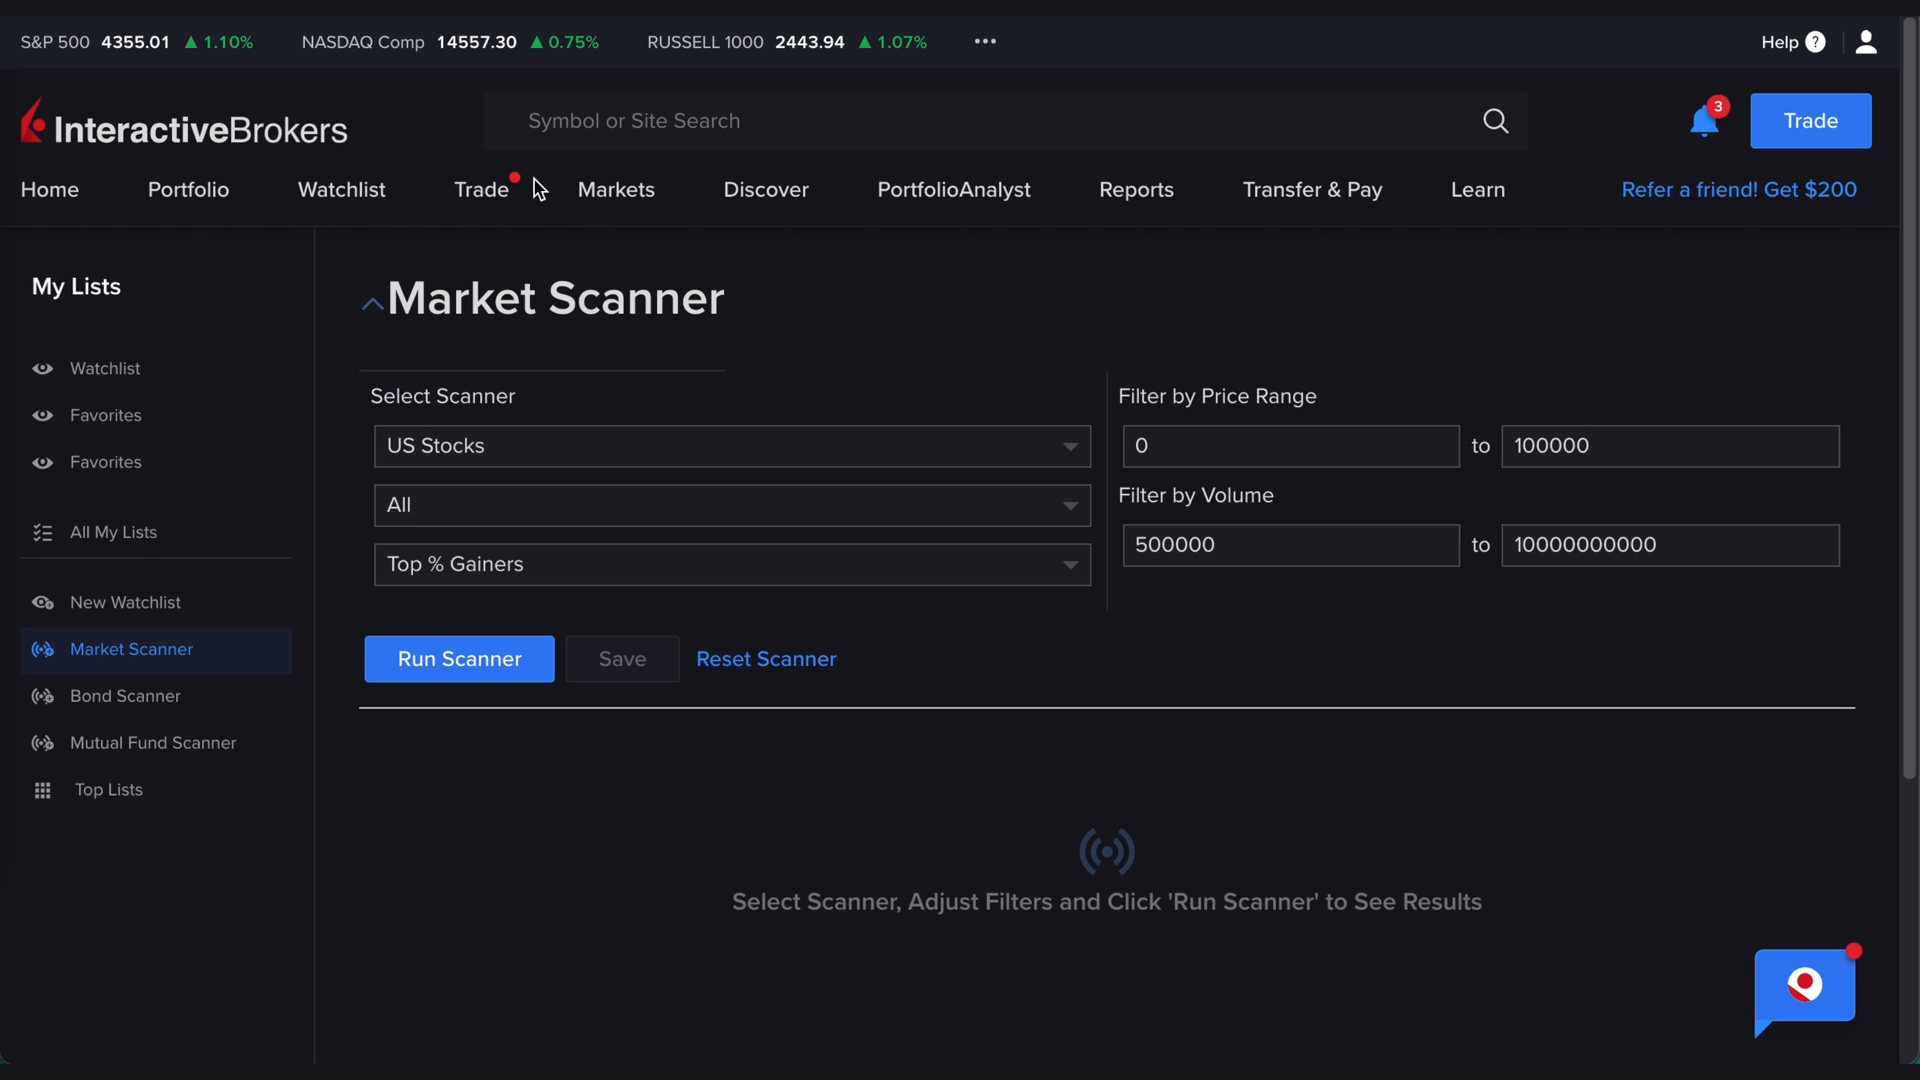 S&P 500 4355.01 ▲ 1.10% NASDAQ Comp 14557.30 ▲ 0.75% RUSSELL 1000 2443.94 ▲ 1.07% ••• Help ?
InteractiveBrokers Symbol or Site Search 3 Trade
Home Portfolio Watchlist Trade Markets Discover PortfolioAnalyst Reports Transfer & Pay Learn Refer a friend! Get $200
My Lists
Watchlist
Favorites
Favorites
All My Lists
New Watchlist
Market Scanner
Bond Scanner
Mutual Fund Scanner
Top Lists
Market Scanner
Select Scanner
US Stocks
All
Top % Gainers
Filter by Price Range
0 to 100000
Filter by Volume
500000 to 10000000000
Run Scanner Save Reset Scanner
Select Scanner, Adjust Filters and Click 'Run Scanner' to See Results